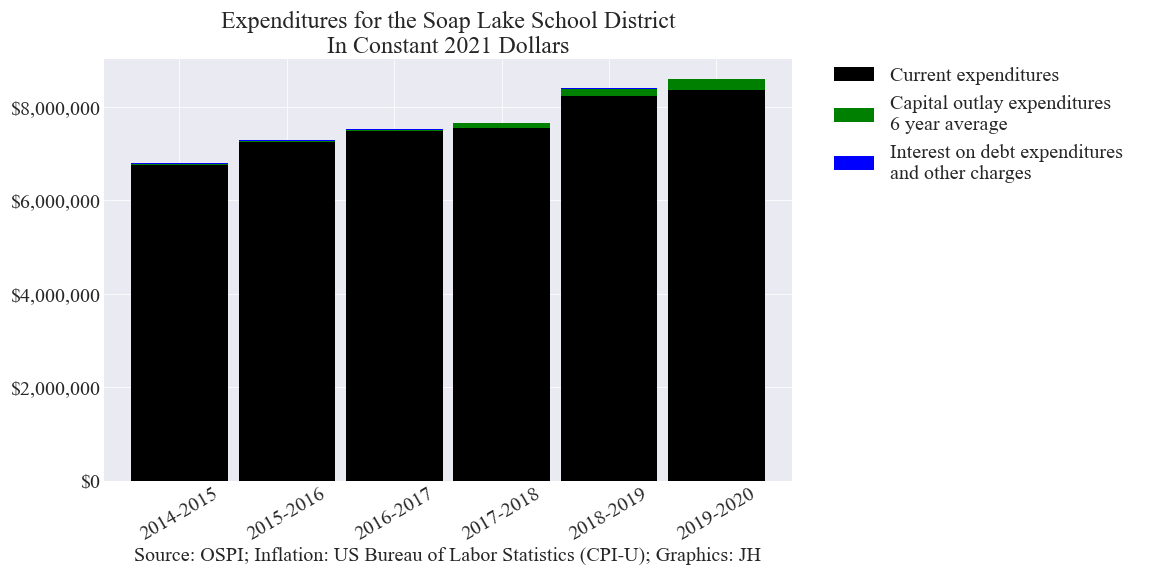 Expenditures for the Soap Lake School District
In Constant 2021 Dollars
$8,000,000
$6,000,000
$4,000,000
$2,000,000
$0
2014-2015
2015-2016
2016-2017
2017-2018
2018-2019
2019-2020
Source: OSPI; Inflation: US Bureau of Labor Statistics (CPI-U); Graphics: JH
Current expenditures
Capital outlay expenditures
6 year average
Interest on debt expenditures
and other charges